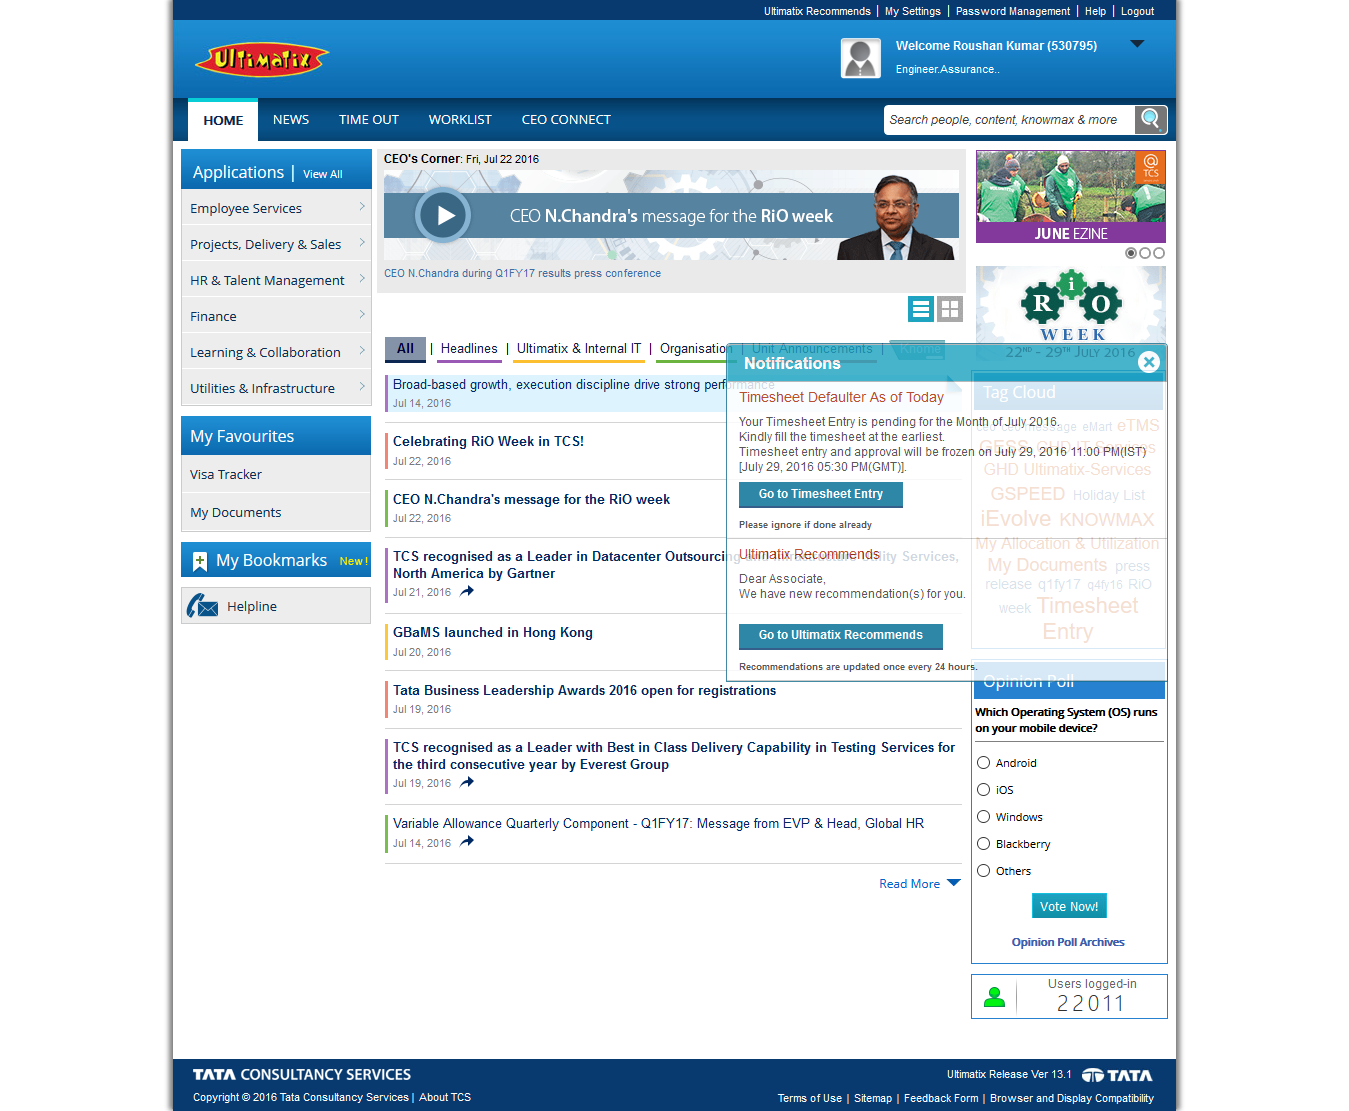 Ultimatix Recommends | My Settings | Password Management | Help | Logout
Ultimatix
Welcome Roushan Kumar (530795)
Engineer.Assurance..
HOME NEWS TIME OUT WORKLIST CEO CONNECT
Search people, content, knowmax & more
Applications | View All
Employee Services
Projects, Delivery & Sales
HR & Talent Management
Finance
Learning & Collaboration
Utilities & Infrastructure
My Favourites
Visa Tracker
My Documents
My Bookmarks New!
Helpline
CEO's Corner: Fri, Jul 22 2016
CEO N.Chandra's message for the RiO week
CEO N.Chandra during Q1FY17 results press conference
All | Headlines | Ultimatix & Internal IT | Organisation | Unit Announcements |
Broad-based growth, execution discipline drive strong performance
Jul 14, 2016
Celebrating RiO Week in TCS!
Jul 22, 2016
CEO N.Chandra's message for the RiO week
Jul 22, 2016
TCS recognised as a Leader in Datacenter Outsourcing and Infrastructure Utility Services,
North America by Gartner
Jul 21, 2016
GBaMS launched in Hong Kong
Jul 20, 2016
Tata Business Leadership Awards 2016 open for registrations
Jul 19, 2016
TCS recognised as a Leader with Best in Class Delivery Capability in Testing Services for
the third consecutive year by Everest Group
Jul 19, 2016
Variable Allowance Quarterly Component - Q1FY17: Message from EVP & Head, Global HR
Jul 14, 2016
Read More
Notifications
Timesheet Defaulter As of Today
Your Timesheet Entry is pending for the Month of July 2016.
Kindly fill the timesheet at the earliest.
Timesheet entry and approval will be frozen on July 29, 2016 11:00 PM(IST)
[July 29, 2016 05:30 PM(GMT)].
Go to Timesheet Entry
Please ignore if done already
Ultimatix Recommends
Dear Associate,
We have new recommendation(s) for you.
Go to Ultimatix Recommends
Recommendations are updated once every 24 hours.
@
TCS
JUNE EZINE
RiO
WEEK
22ND - 29TH JULY 2016
Tag Cloud
message eMart eTMS
GESS GHD IT Services
GHD Ultimatix-Services
GSPEED Holiday List
iEvolve KNOWMAX
My Allocation & Utilization
My Documents press
release q1fy17 q4fy16 RiO
week Timesheet
Entry
Opinion Poll
Which Operating System (OS) runs
on your mobile device?
Android
iOS
Windows
Blackberry
Others
Vote Now!
Opinion Poll Archives
Users logged-in
22011
TATA CONSULTANCY SERVICES
Copyright © 2016 Tata Consultancy Services | About TCS
Ultimatix Release Ver 13.1 TATA
Terms of Use | Sitemap | Feedback Form | Browser and Display Compatibility